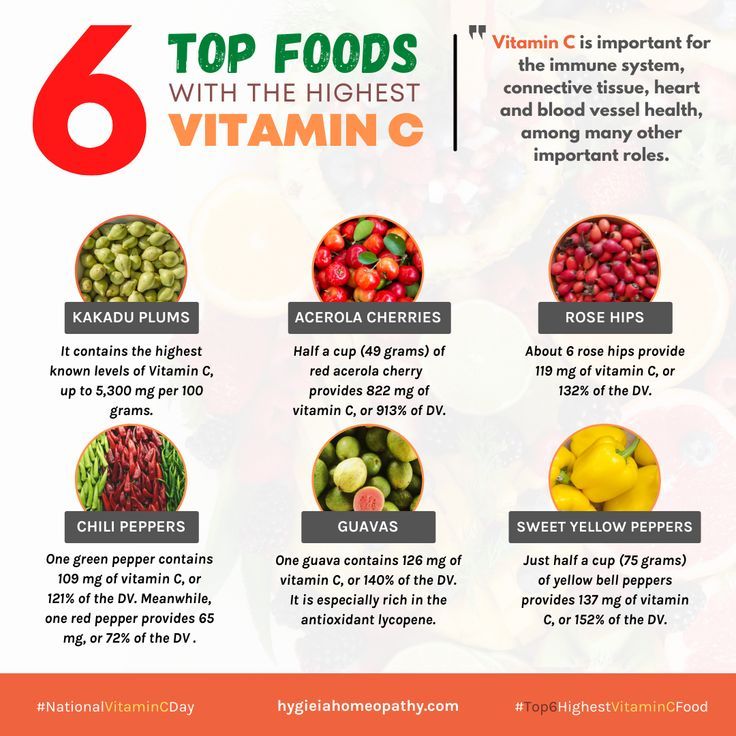 6
TOP FOODS
WITH THE HIGHEST
VITAMIN C
" Vitamin C is important for
the immune system,
connective tissue, heart
and blood vessel health,
among many other
important roles.
KAKADU PLUMS
It contains the highest
known levels of Vitamin C,
up to 5,300 mg per 100
grams.
ACEROLA CHERRIES
Half a cup (49 grams) of
red acerola cherry
provides 822 mg of
vitamin C, or 913% of DV.
ROSE HIPS
About 6 rose hips provide
119 mg of vitamin C, or
132% of the DV.
CHILI PEPPERS
One green pepper contains
109 mg of vitamin C, or
121% of the DV. Meanwhile,
one red pepper provides 65
mg, or 72% of the DV .
GUAVAS
One guava contains 126 mg of
vitamin C, or 140% of the DV.
It is especially rich in the
antioxidant lycopene.
SWEET YELLOW PEPPERS
Just half a cup (75 grams)
of yellow bell peppers
provides 137 mg of vitamin
C, or 152% of the DV.
#NationalVitaminCDay
hygieiahomeopathy.com
#Top6HighestVitaminCFood